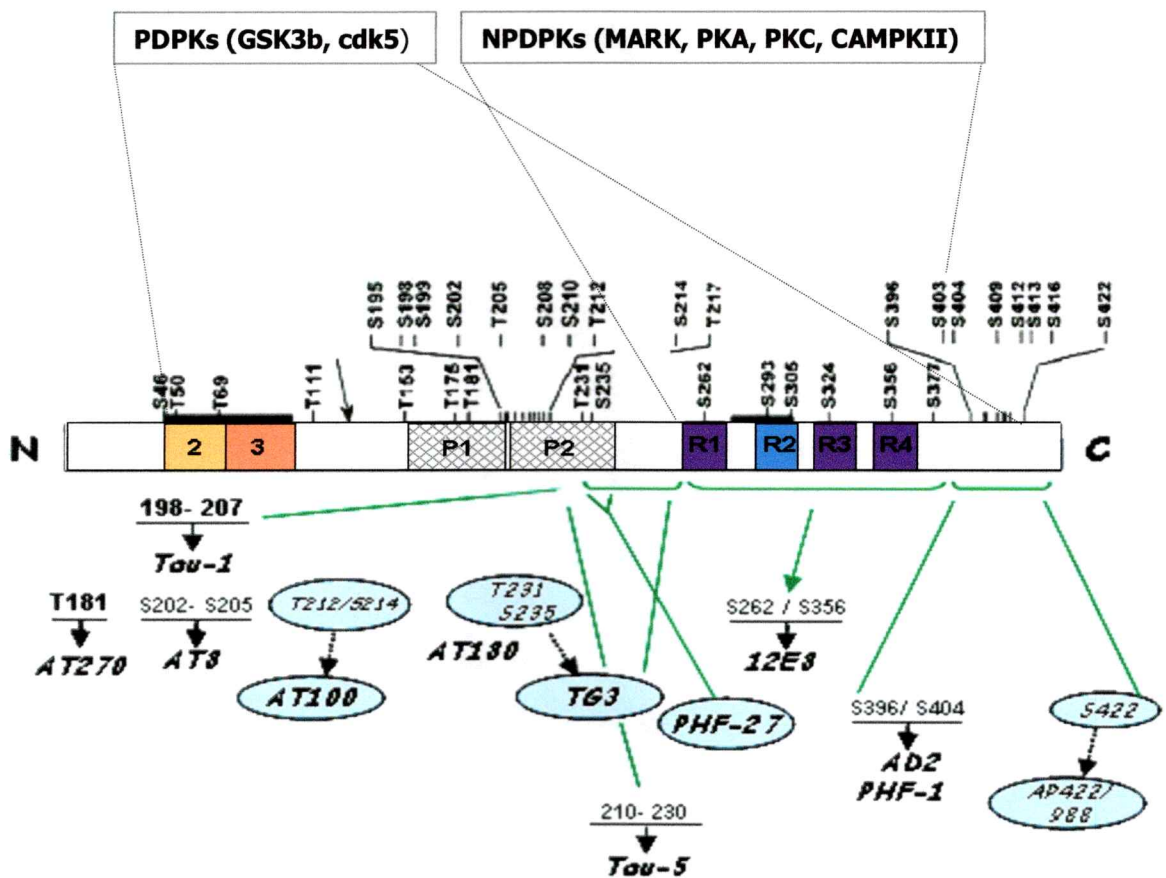 PDPKs (GSK3b, cdk5)
NPDPKs (MARK, PKA, PKC, CAMPKII)
S195
S198
S199
S202
T205
S208
S210
T212
S214
T217
S396
S403
S404
S409
S412
S413
S416
S422
S46
T50
T69
T111
T153
T175
T181
T231
S235
S262
S293
S305
S324
S356
S377
N
2
3
P1
P2
R1
R2
R3
R4
C
198- 207
Tau-1
T181
AT270
S202- S205
AT8
T212/S214
AT100
T231
S235
AT180
TG3
PHF-27
S262 / S356
12E8
S396/ S404
AD2
PHF-1
S422
AP422/
988
210- 230
Tau-5